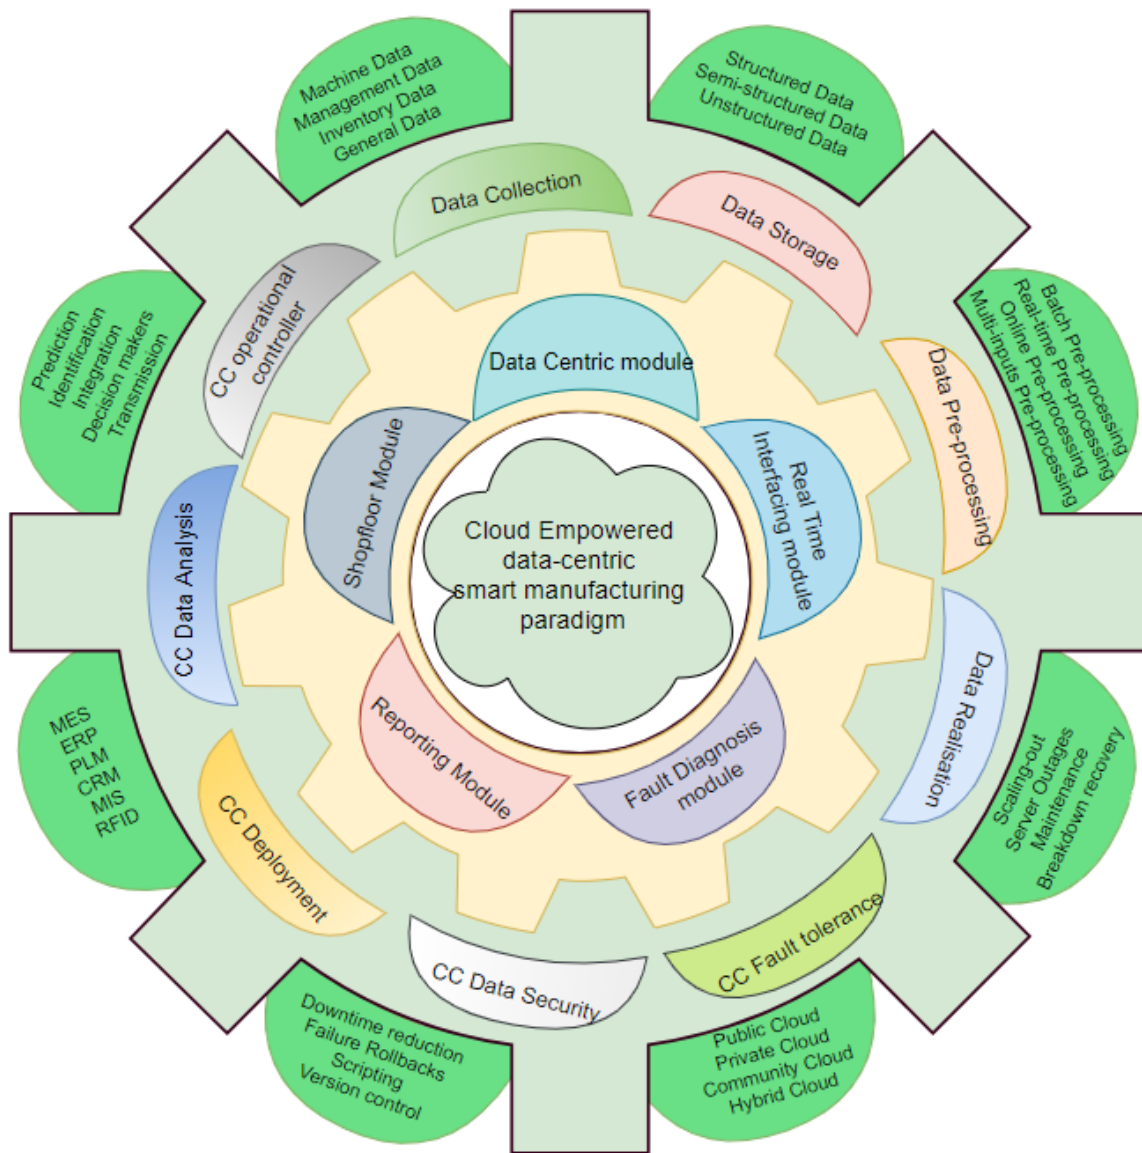 Machine Data
Management Data
Inventory Data
General Data
Structured Data
Semi-structured Data
Unstructured Data
Data Collection
Data Storage
Batch Pre-processing
Real-time Pre-processing
Online Pre-processing
Multi-inputs Pre-processing
Prediction
Identification
Integration
Decision makers
Transmission
CC operational
controller
Data Centric module
Data Pre-processing
Shopfloor Module
Real Time
Interfacing module
Cloud Empowered
data-centric
smart manufacturing
paradigm
CC Data Analysis
Data Realisation
Reporting Module
Fault Diagnosis
module
MES
ERP
PLM
CRM
MIS
RFID
Scaling-out
Server Outages
Maintenance
Breakdown recovery
CC Deployment
CC Data Security
CC Fault tolerance
Downtime reduction
Failure Rollbacks
Scripting
Version control
Public Cloud
Private Cloud
Community Cloud
Hybrid Cloud